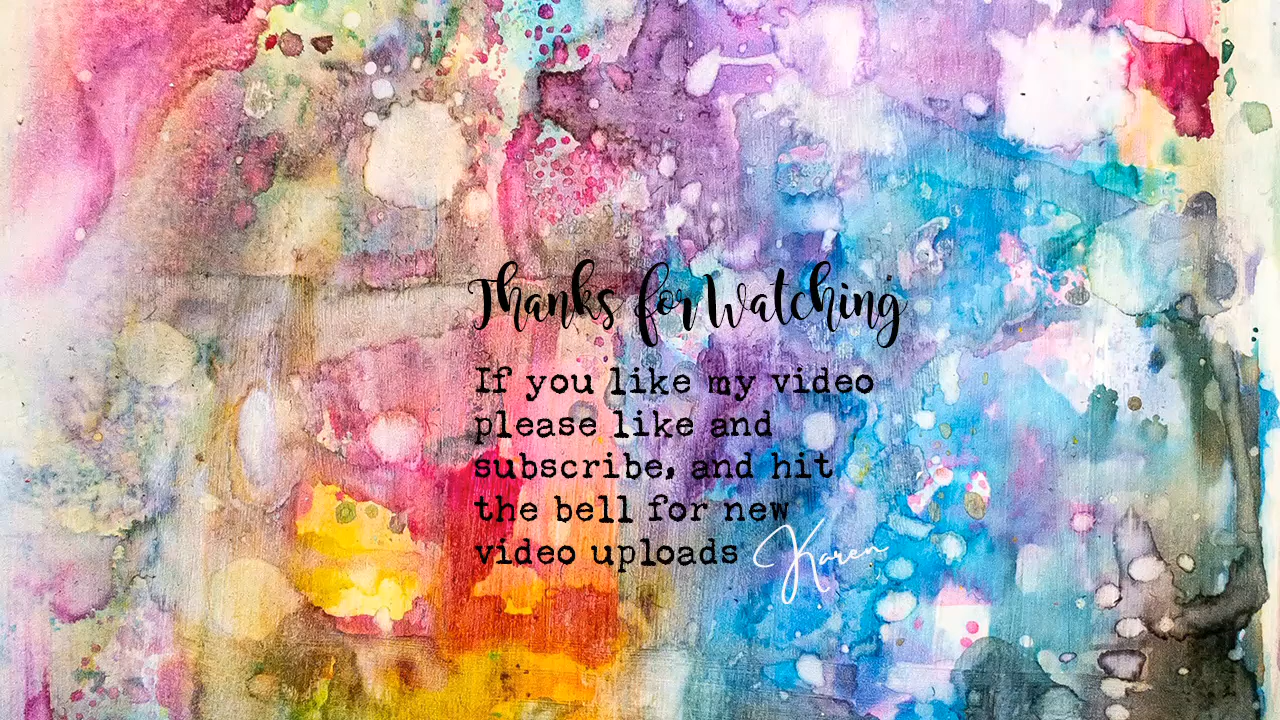 Thanks for Watching
If you like my video
please like and
subscribe, and hit
the bell for new
video uploads Karen